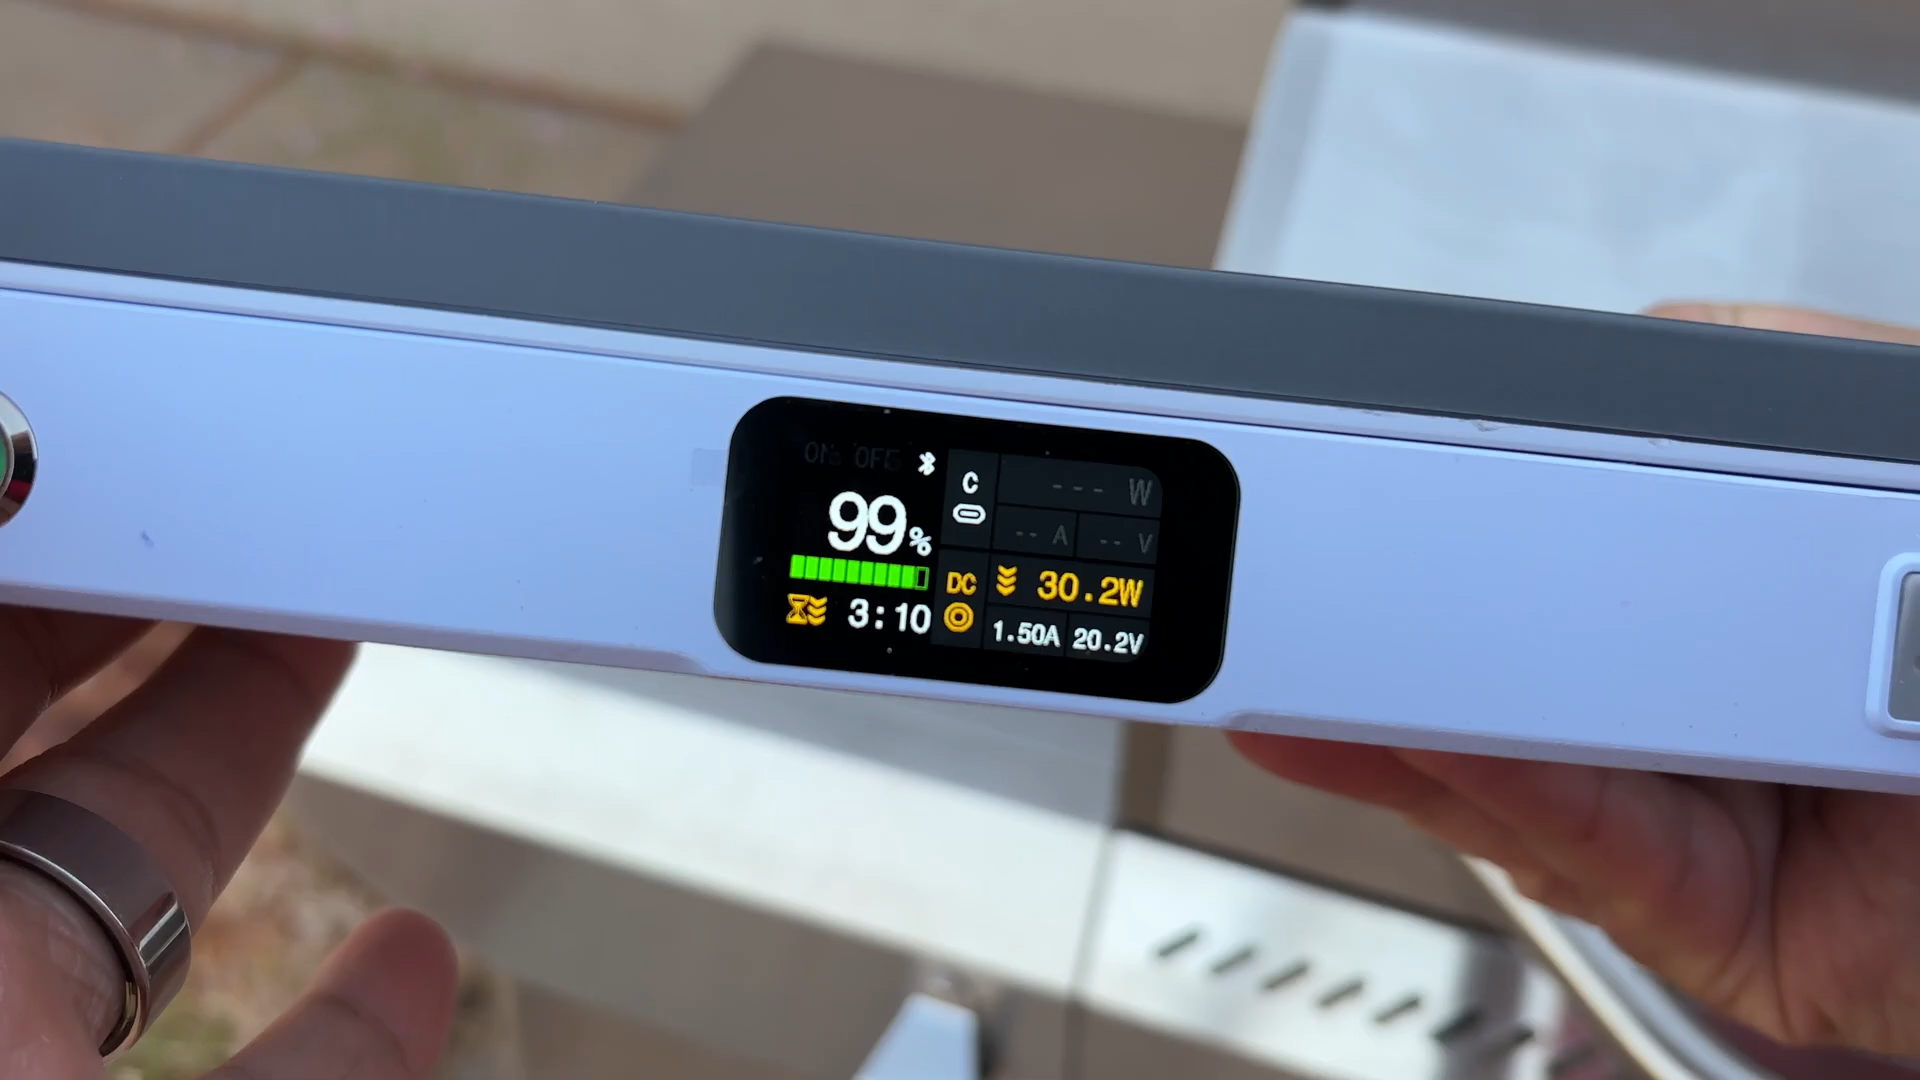 ON OFF
99%
3:10
C
--- W
-- A -- V
DC 30.2W
1.50A 20.2V